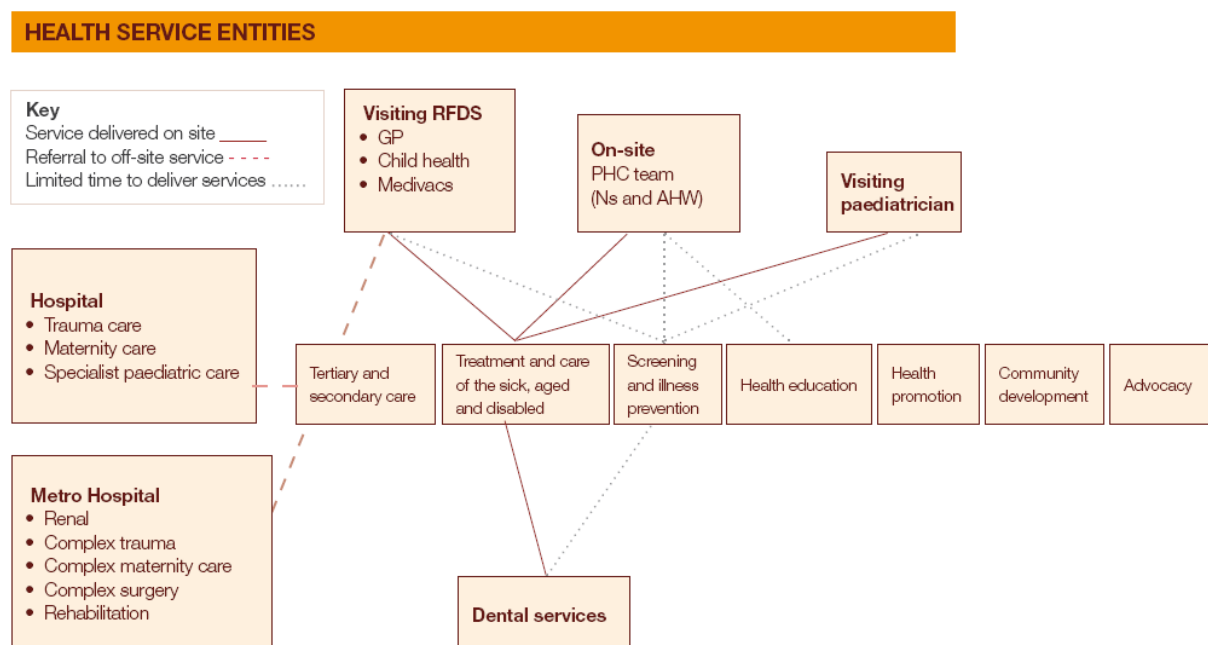 HEALTH SERVICE ENTITIES
Key
Service delivered on site ____
Referral to off-site service - - - -
Limited time to deliver services ......
Visiting RFDS
• GP
• Child health
• Medivacs
On-site
PHC team
(Ns and AHW)
Visiting
paediatrician
Hospital
• Trauma care
• Maternity care
• Specialist paediatric care
Tertiary and
secondary care
Treatment and care
of the sick, aged
and disabled
Screening
and illness
prevention
Health education
Health
promotion
Community
development
Advocacy
Metro Hospital
• Renal
• Complex trauma
• Complex maternity care
• Complex surgery
• Rehabilitation
Dental services